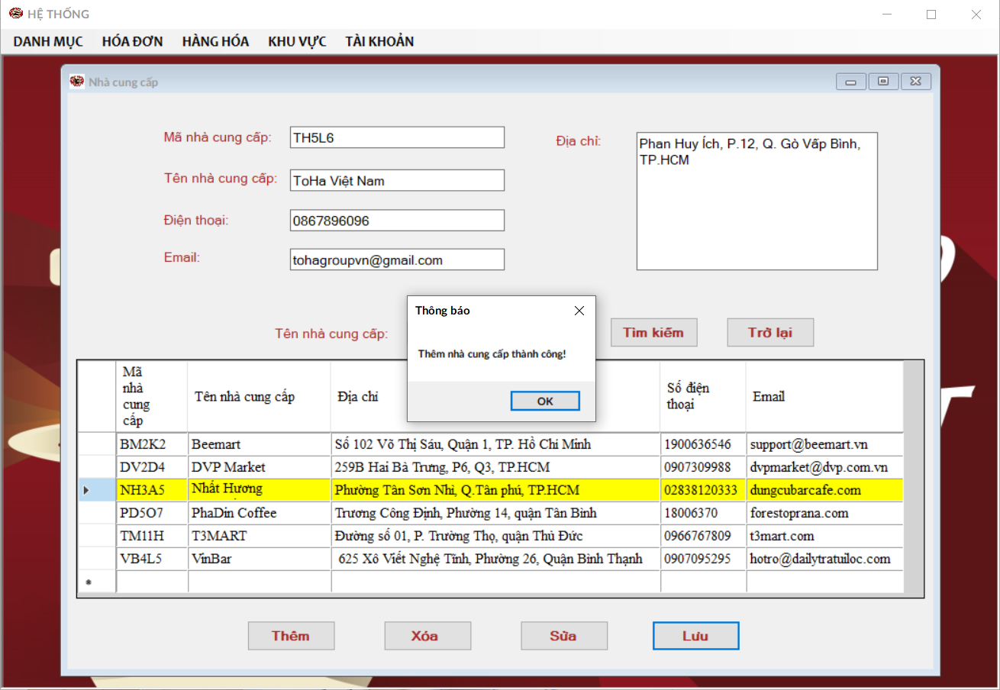 HỆ THỐNG
DANH MỤC HÓA ĐƠN HÀNG HÓA KHU VỰC TÀI KHOẢN
Nhà cung cấp
Mã nhà cung cấp: TH5L6
Tên nhà cung cấp: ToHa Việt Nam
Điện thoại: 0867896096
Email: tohagroupvn@gmail.com
Địa chỉ: Phan Huy Ích, P.12, Q. Gò Vấp Bình,
TP.HCM
Thông báo
Thêm nhà cung cấp thành công!
OK
Tên nhà cung cấp: Tìm kiếm Trở lại
Mã
nhà
cung
cấp
Tên nhà cung cấp
Địa chỉ
Số điện
thoại
Email
BM2K2 Beemart Số 102 Võ Thị Sáu, Quận 1, TP. Hồ Chí Minh 1900636546 support@beemart.vn
DV2D4 DVP Market 259B Hai Bà Trưng, P6, Q3, TP.HCM 0907309988 dvpmarket@dvp.com.vn
NH3A5 Nhất Hương Phường Tân Sơn Nhì, Q.Tân phú, TP.HCM 02838120333 dungcubarcafe.com
PD5O7 PhaDin Coffee Trương Công Định, Phường 14, quận Tân Bình 18006370 forestoprana.com
TM11H T3MART Đường số 01, P. Trường Thọ, quận Thủ Đức 0966767809 t3mart.com
VB4L5 VinBar 625 Xô Viết Nghệ Tĩnh, Phường 26, Quận Bình Thạnh 0907095295 hotro@dailytratuiloc.com
Thêm Xóa Sửa Lưu